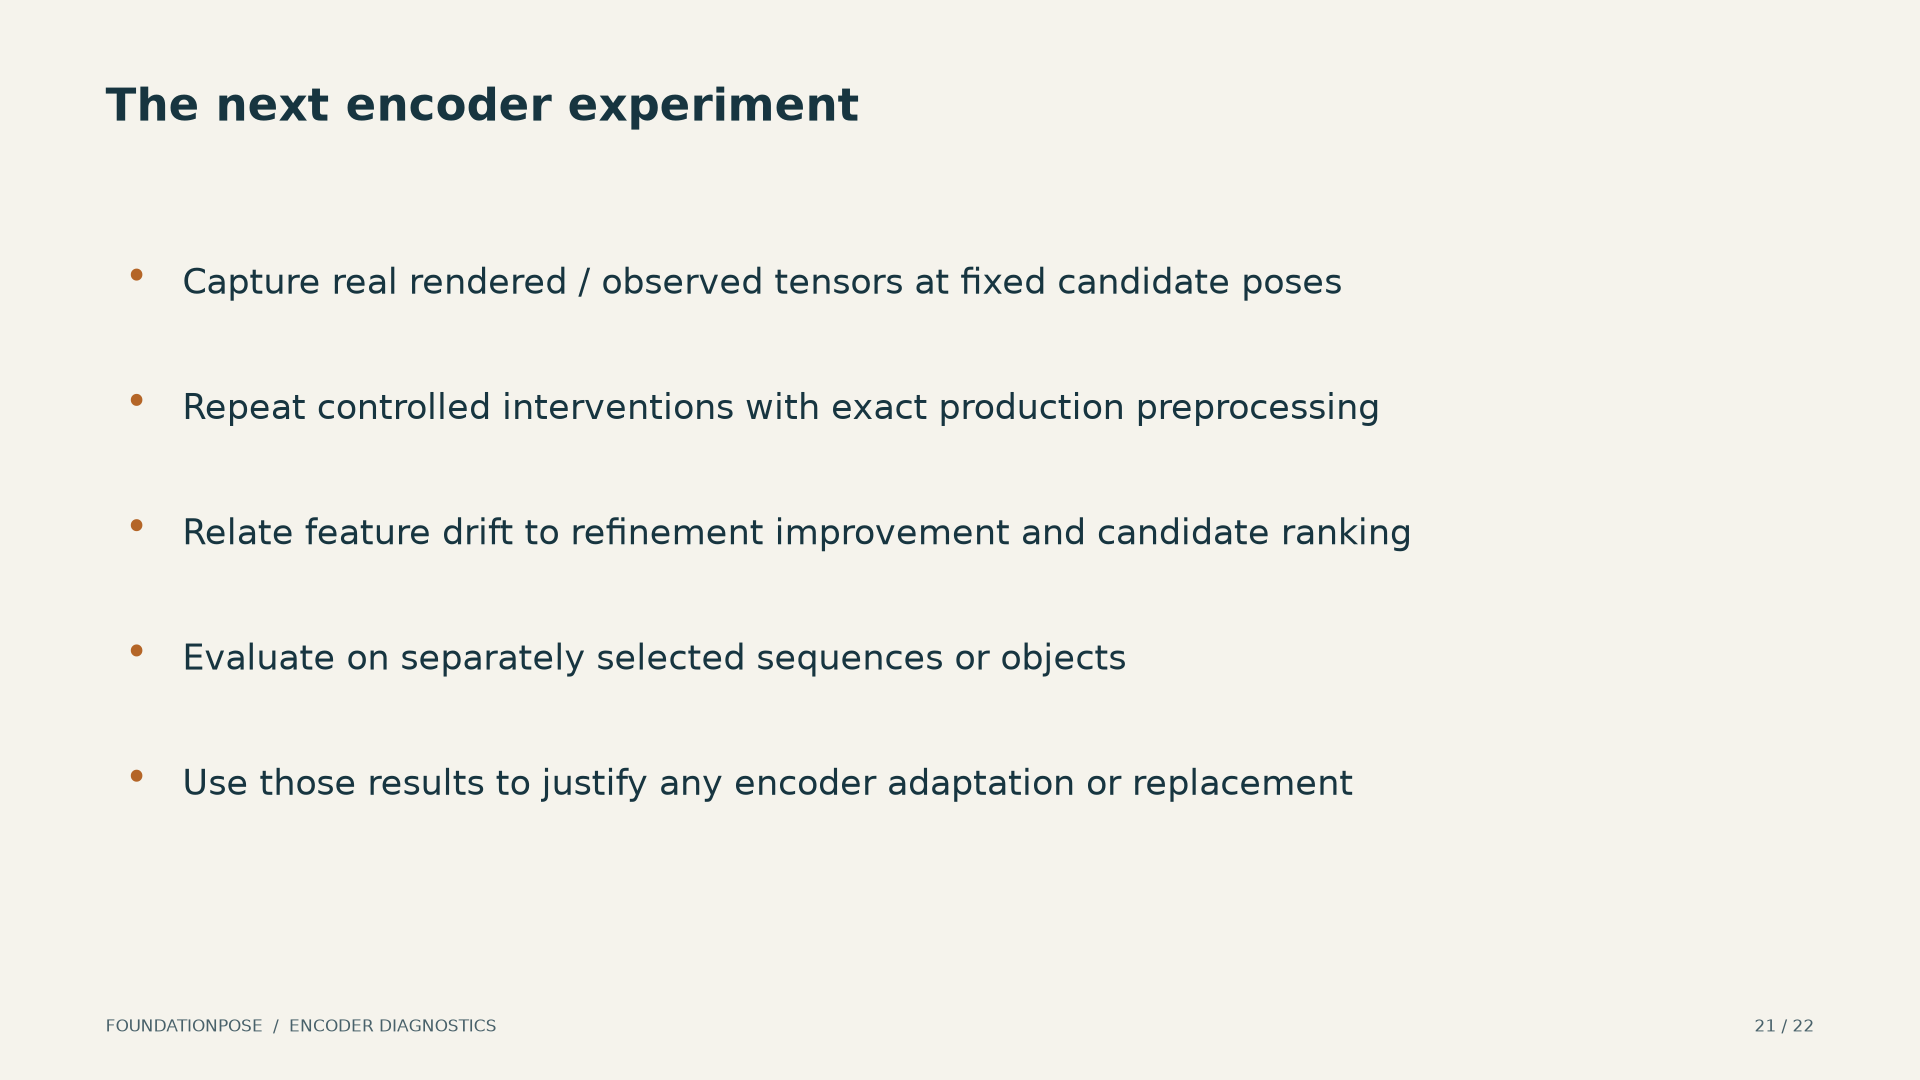 The next encoder experiment
• Capture real rendered / observed tensors at fixed candidate poses
• Repeat controlled interventions with exact production preprocessing
• Relate feature drift to refinement improvement and candidate ranking
• Evaluate on separately selected sequences or objects
• Use those results to justify any encoder adaptation or replacement
FOUNDATIONPOSE / ENCODER DIAGNOSTICS
21 / 22